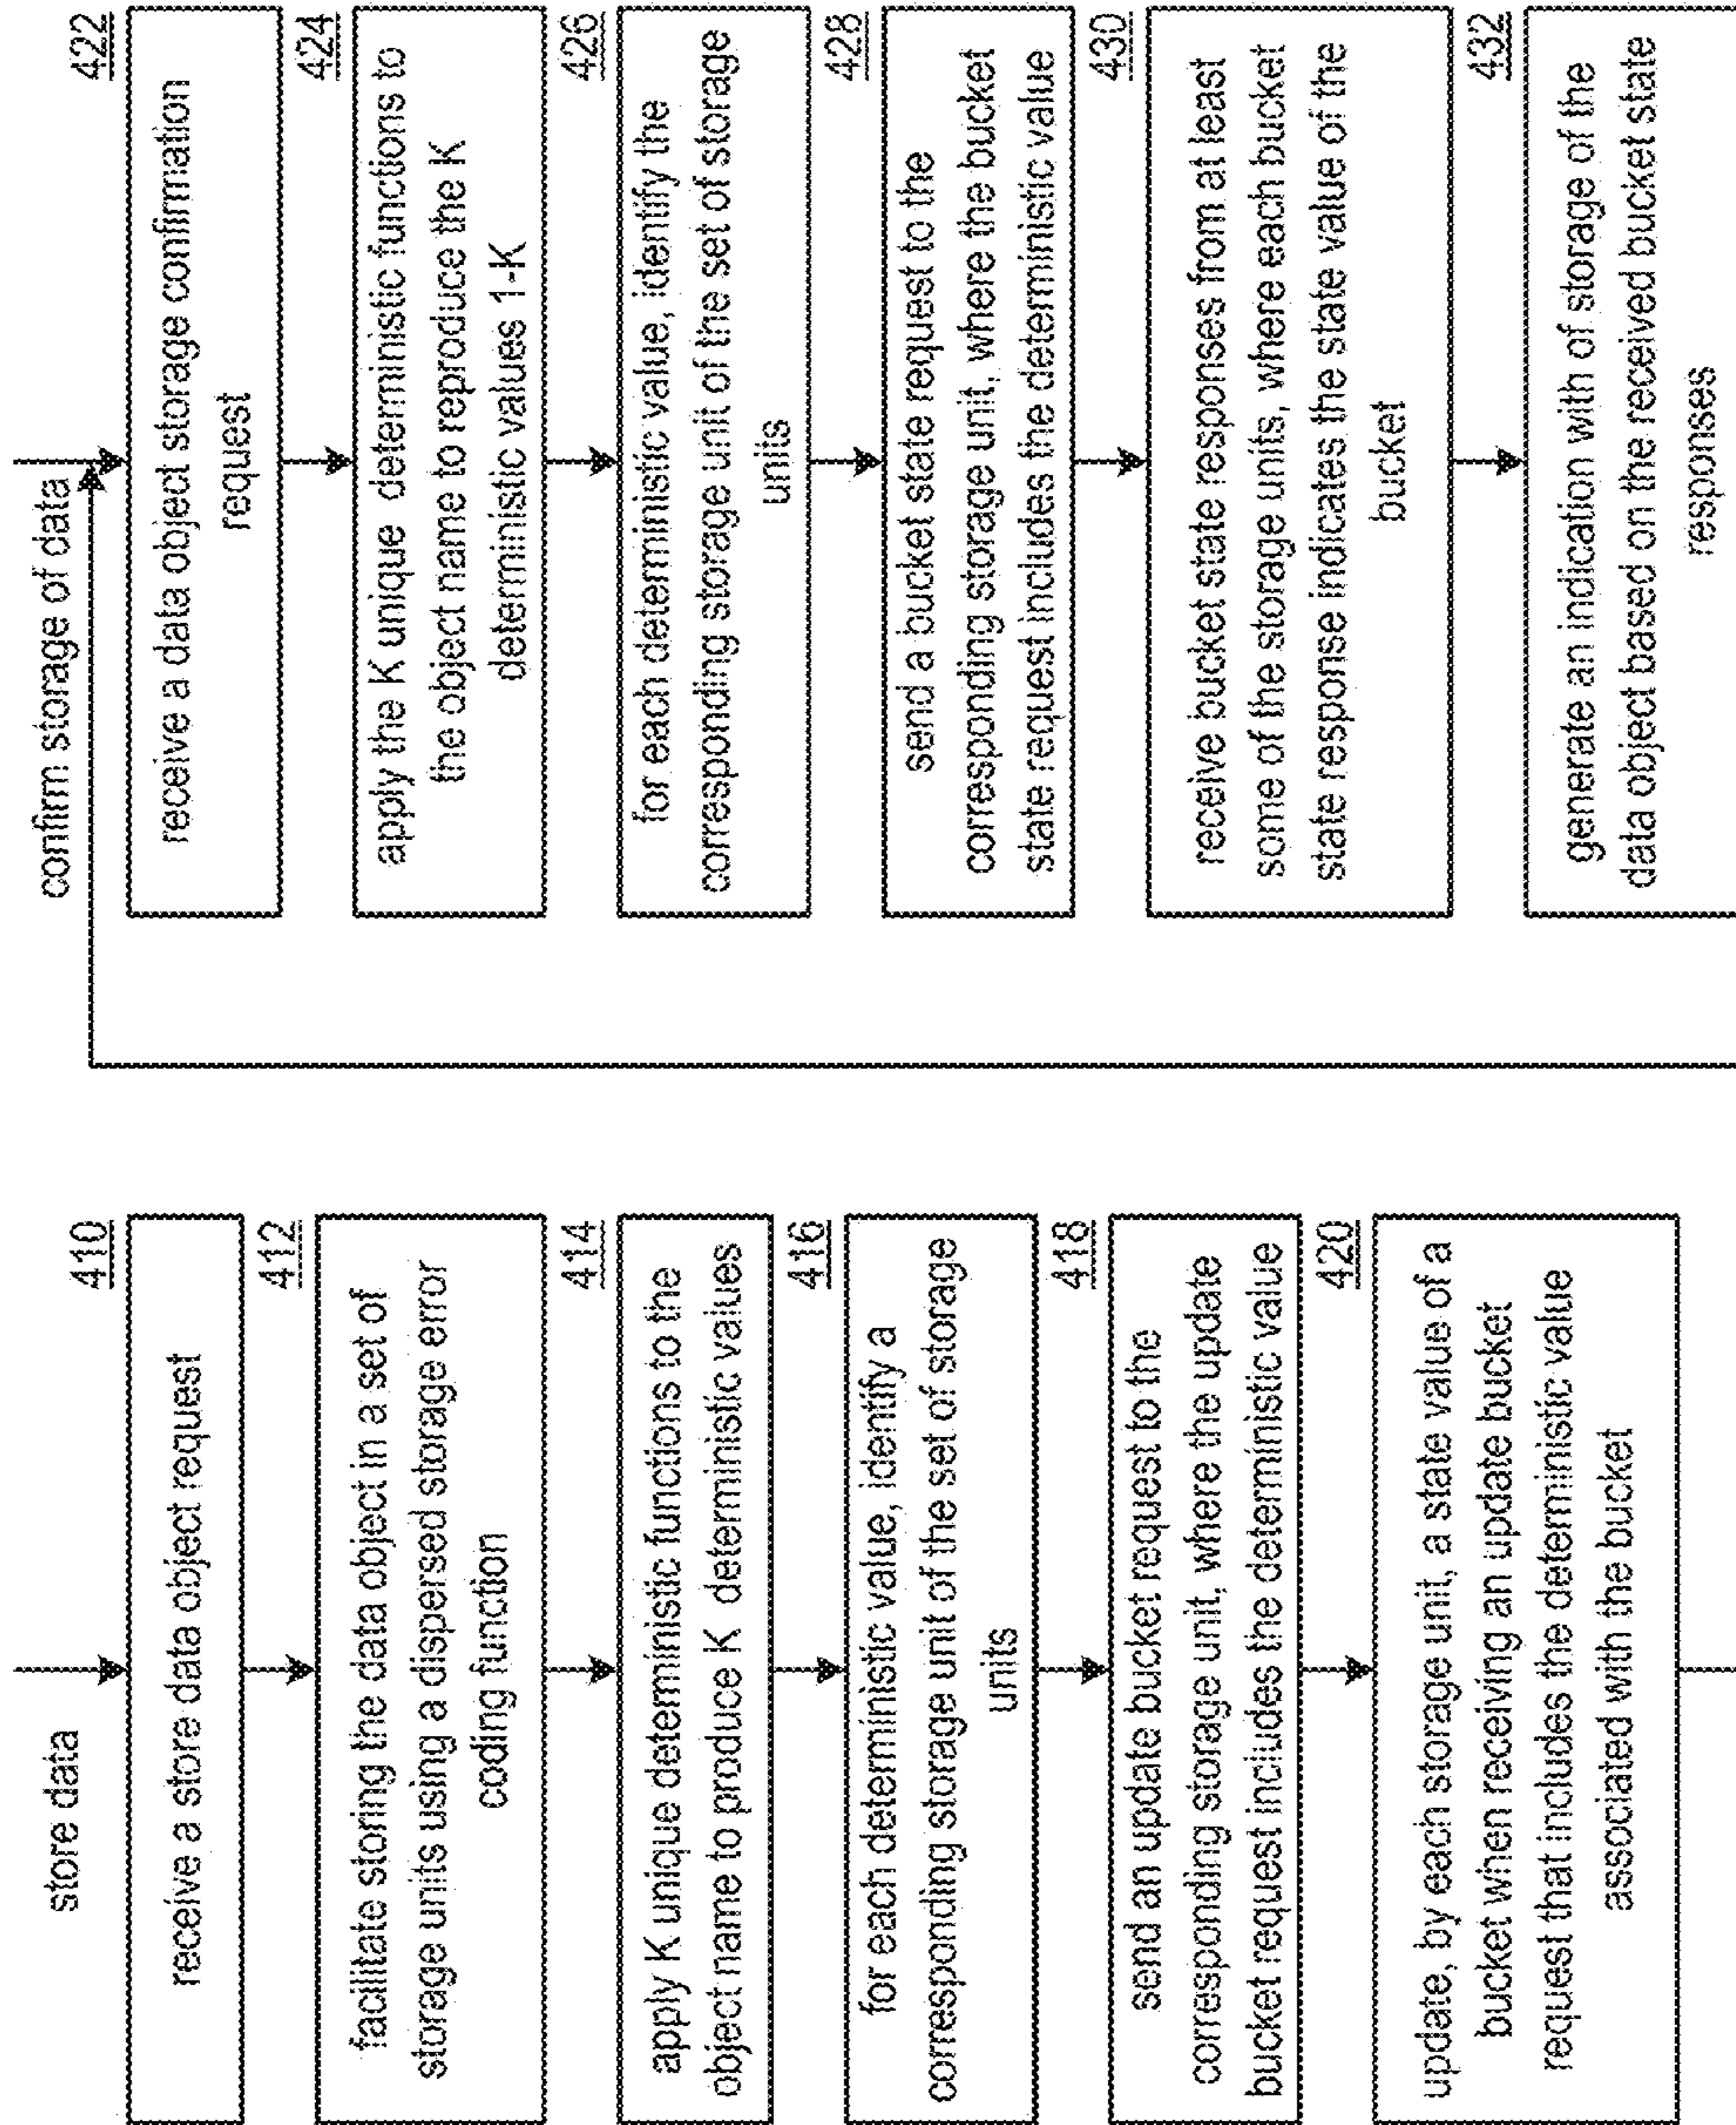 store data
410
receive a store data object request
412
facilitate storing the data object in a set of
storage units using a dispersed storage error
coding function
414
apply K unique deterministic functions to the
object name to produce K deterministic values
416
for each deterministic value, identify a
corresponding storage unit of the set of storage
units
418
send an update bucket request to the
corresponding storage unit, where the update
bucket request includes the deterministic value
420
update, by each storage unit, a state value of a
bucket when receiving an update bucket
request that includes the deterministic value
associated with the bucket
confirm storage of data
422
receive a data object storage confirmation
request
424
apply the K unique deterministic functions to
the object name to reproduce the K
deterministic values 1-K
426
for each deterministic value, identify the
corresponding storage unit of the set of storage
units
428
send a bucket state request to the
corresponding storage unit, where the bucket
state request includes the deterministic value
430
receive bucket state responses from at least
some of the storage units, where each bucket
state response indicates the state value of the
bucket
432
generate an indication with of storage of the
data object based on the received bucket state
responses